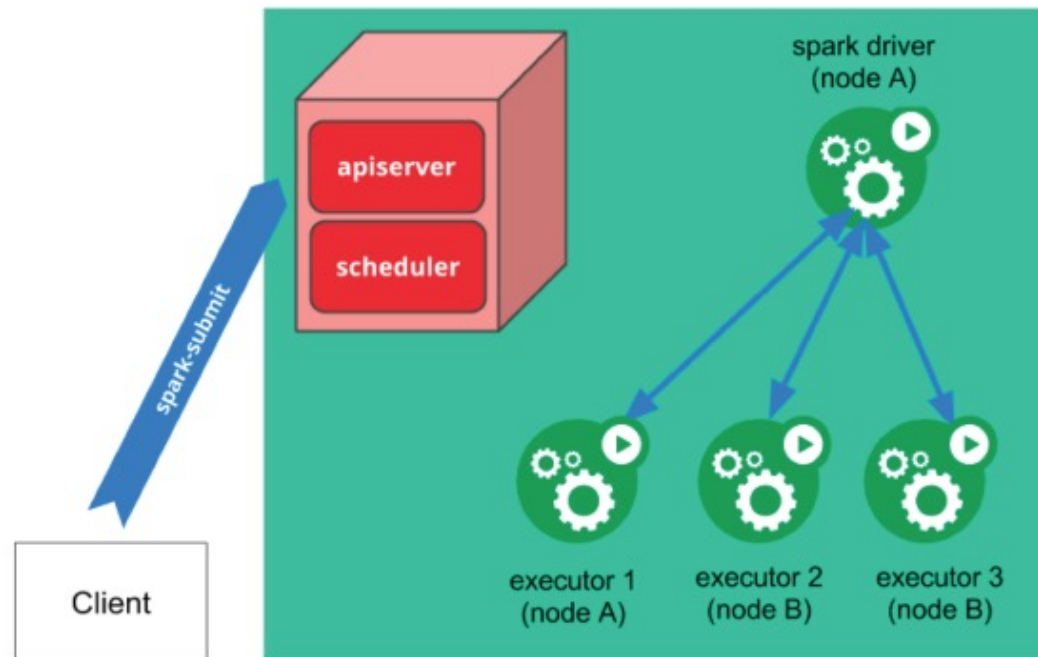 spark driver
(node A)
apiserver
scheduler
spark-submit
Client
executor 1
(node A)
executor 2
(node B)
executor 3
(node B)